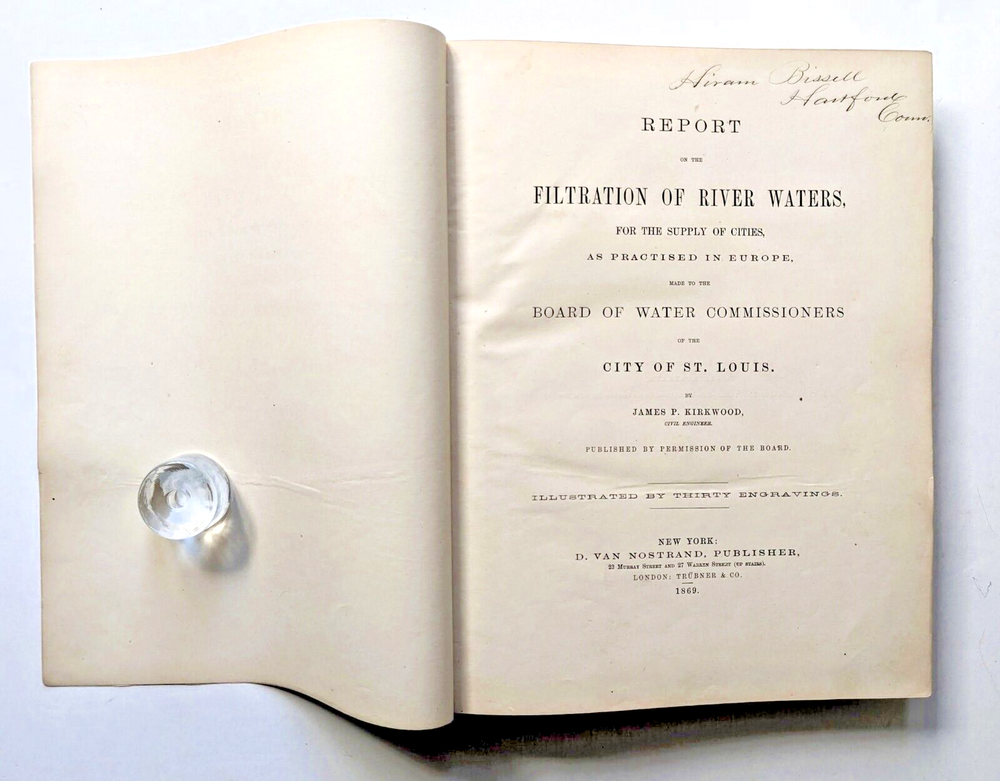 Hiram Bissell
Hartford
Conn.
REPORT
ON THE
FILTRATION OF RIVER WATERS,
FOR THE SUPPLY OF CITIES,
AS PRACTISED IN EUROPE,
MADE TO THE
BOARD OF WATER COMMISSIONERS
OF THE
CITY OF ST. LOUIS.
BY
JAMES P. KIRKWOOD,
CIVIL ENGINEER.
PUBLISHED BY PERMISSION OF THE BOARD.
ILLUSTRATED BY THIRTY ENGRAVINGS.
NEW YORK:
D. VAN NOSTRAND, PUBLISHER,
23 MURRAY STREET AND 27 WARREN STREET (UP STAIRS).
LONDON: TRÜBNER & CO.
1869.